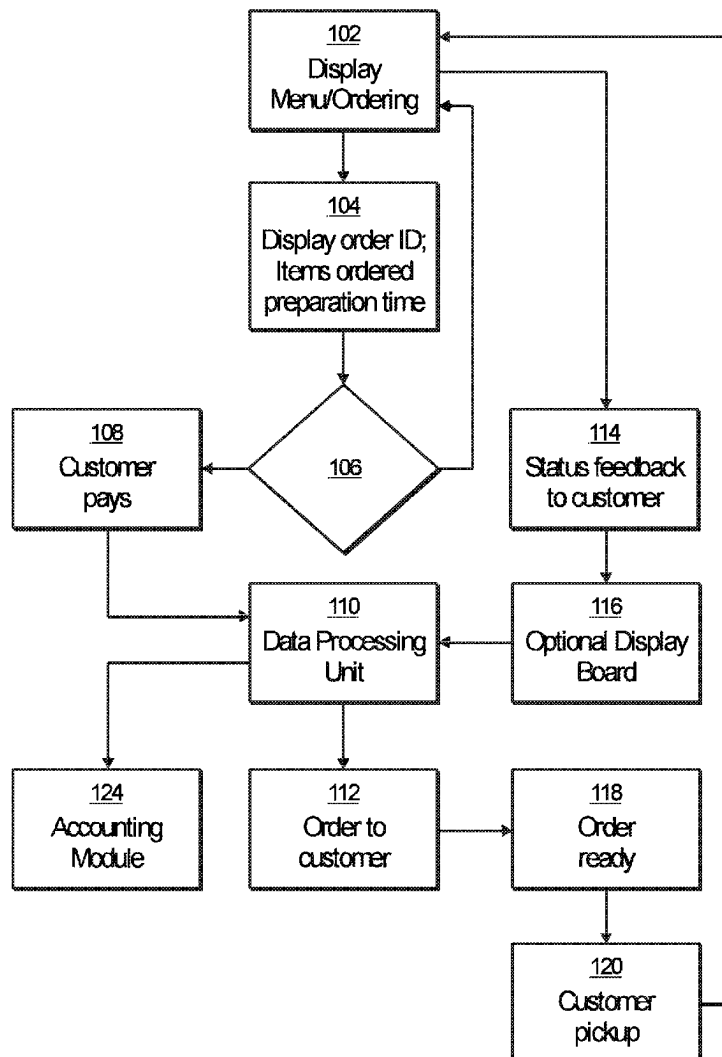 102
Display
Menu/Ordering
104
Display order ID;
Items ordered
preparation time
106
108
Customer
pays
114
Status feedback
to customer
110
Data Processing
Unit
116
Optional Display
Board
124
Accounting
Module
112
Order to
customer
118
Order
ready
120
Customer
pickup